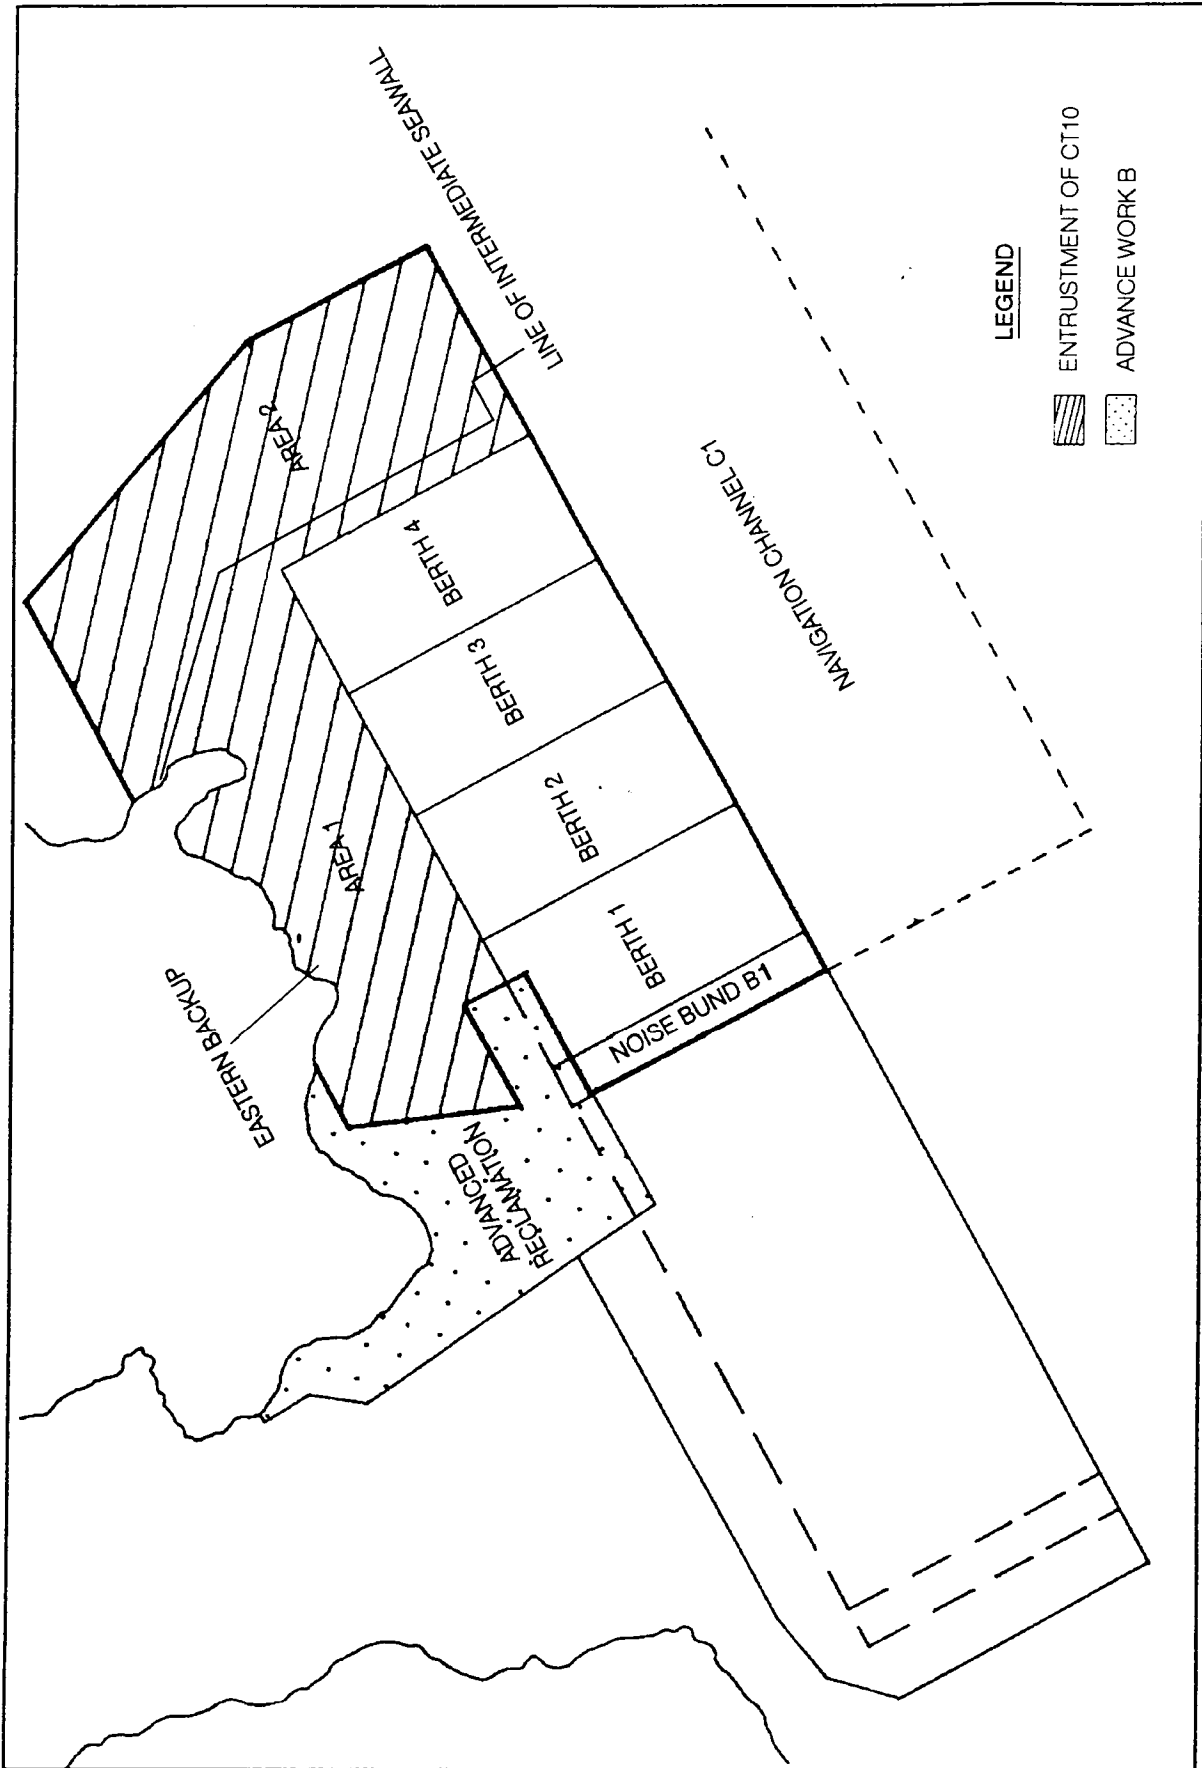 LINE OF INTERMEDIATE SEAWALL
AREA 2
BERTH 4
BERTH 3
BERTH 2
BERTH 1
AREA 1
EASTERN BACKUP
NOISE BUND B1
ADVANCED
RECLAMATION
NAVIGATION CHANNEL C1
LEGEND
ENTRUSTMENT OF CT10
ADVANCE WORK B